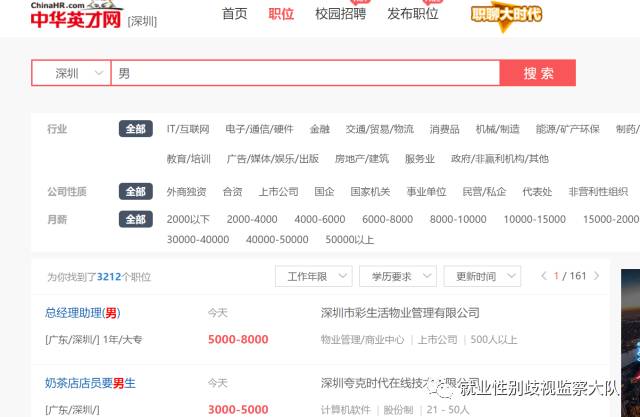 ChinaHR.com
中华英才网 [深圳]
首页 职位 校园招聘 发布职位 职聊大时代
深圳 男 搜 索
行业 全部 IT/互联网 电子/通信/硬件 金融 交通/贸易/物流 消费品 机械/制造 能源/矿产环保 制药/
教育/培训 广告/媒体/娱乐/出版 房地产/建筑 服务业 政府/非赢利机构/其他
公司性质 全部 外商独资 合资 上市公司 国企 国家机关 事业单位 民营/私企 代表处 非营利性组织
月薪 全部 2000以下 2000-4000 4000-6000 6000-8000 8000-10000 10000-15000 15000-2000
30000-40000 40000-50000 50000以上
为你找到了3212个职位 工作年限 学历要求 更新时间 1 / 161
总经理助理(男) 今天 深圳市彩生活物业管理有限公司
[广东/深圳/] 1年/大专 5000-8000 物业管理/商业中心 | 上市公司 | 500人以上
奶茶店店员要男生 今天 深圳夸克时代在线技术有限公司
[广东/深圳/] 3000-5000 计算机软件 | 股份制 | 21 - 50人
就业性别歧视监察大队